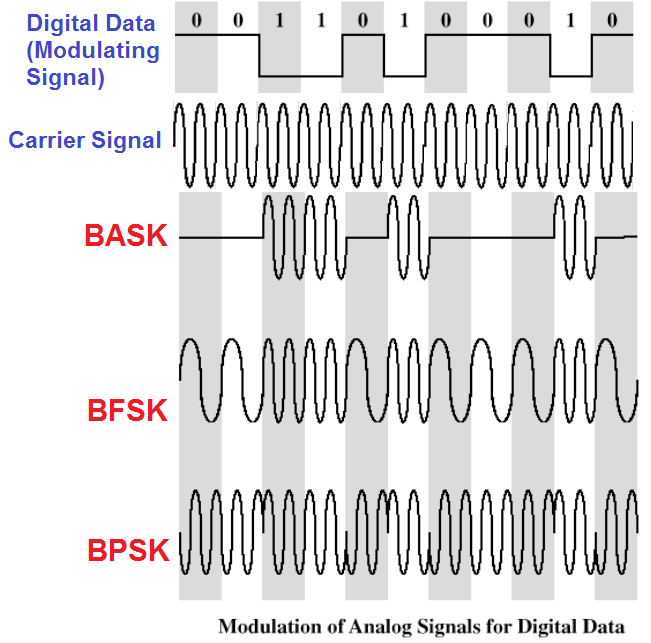 Digital Data
(Modulating
Signal)
0 0 1 1 0 1 0 0 0 1 0
Carrier Signal
BASK
BFSK
BPSK
Modulation of Analog Signals for Digital Data